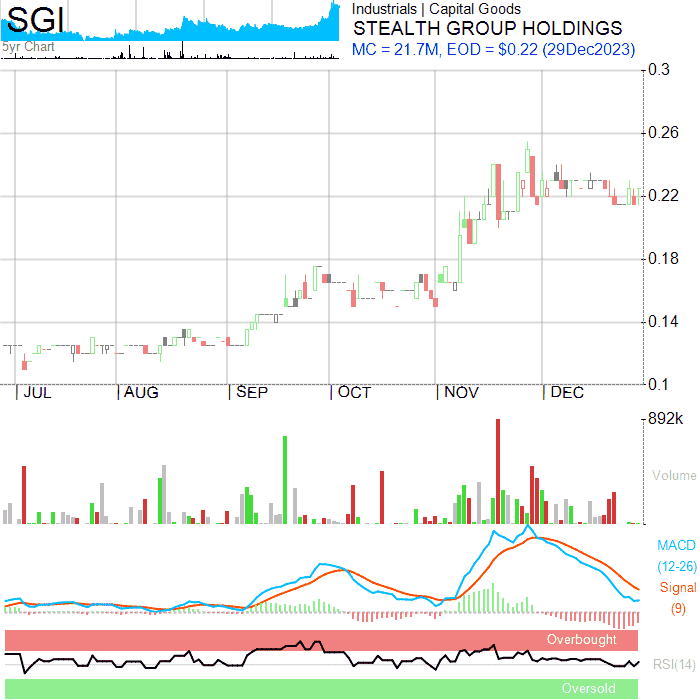 SGI
5yr Chart
Industrials | Capital Goods
STEALTH GROUP HOLDINGS
MC = 21.7M, EOD = $0.22 (29Dec2023)
0.3
0.26
0.22
0.18
0.14
0.1
JUL AUG SEP OCT NOV DEC
892k
Volume
MACD
(12-26)
Signal
(9)
Overbought
RSI(14)
Oversold